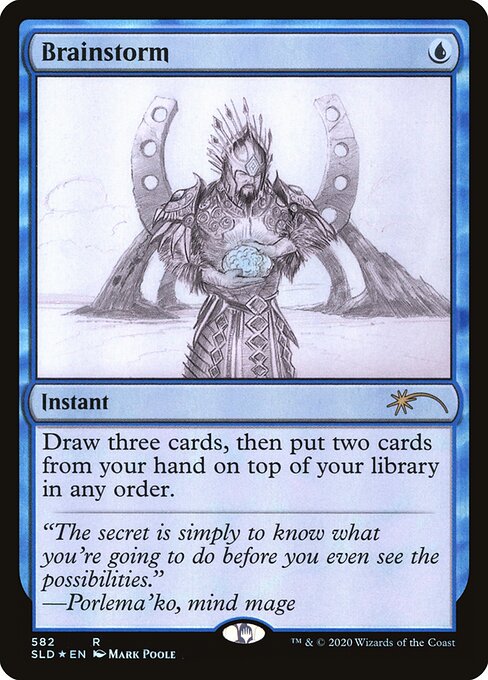 Brainstorm
Instant
Draw three cards, then put two cards
from your hand on top of your library
in any order.
“The secret is simply to know what
you’re going to do before you even see the
possibilities.”
—Porlema’ko, mind mage
582 R
SLD ★ EN Mark Poole
™ & © 2020 Wizards of the Coast